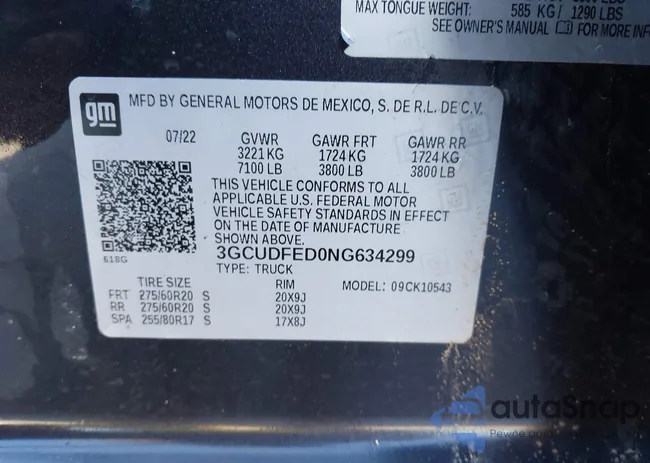 MAX TONGUE WEIGHT: 585 KG/ 1290 LBS
SEE OWNER'S MANUAL FOR MORE INF
gm
MFD BY GENERAL MOTORS DE MEXICO, S. DE R.L. DE C.V.
07/22 GVWR GAWR FRT GAWR RR
3221 KG 1724 KG 1724 KG
7100 LB 3800 LB 3800 LB
THIS VEHICLE CONFORMS TO ALL
APPLICABLE U.S. FEDERAL MOTOR
VEHICLE SAFETY STANDARDS IN EFFECT
ON THE DATE OF MANUFACTURE
SHOWN ABOVE.
618G
3GCUDFED0NG634299
TYPE: TRUCK
TIRE SIZE RIM MODEL: 09CK10543
FRT 275/60R20 S 20X9J
RR 275/60R20 S 20X9J
SPA 255/80R17 S 17X8J
autoSnap